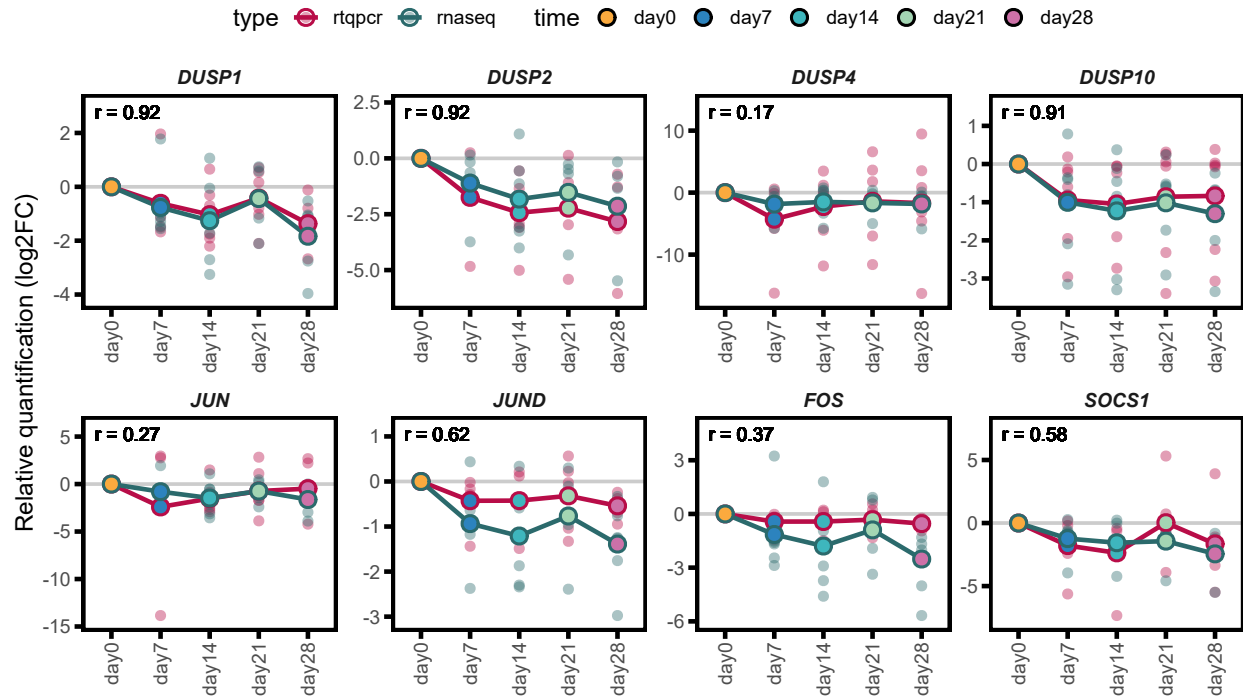 type rtqpcr rnaseq time day0 day7 day14 day21 day28
Relative quantification (log2FC)
DUSP1 DUSP2 DUSP4 DUSP10
r = 0.92 r = 0.92 r = 0.17 r = 0.91
2 0 -2 -4
2.5 0.0 -2.5 -5.0
10 0 -10
1 0 -1 -2 -3
day0 day7 day14 day21 day28 day0 day7 day14 day21 day28 day0 day7 day14 day21 day28 day0 day7 day14 day21 day28
JUN JUND FOS SOCS1
r = 0.27 r = 0.62 r = 0.37 r = 0.58
5 0 -5 -10 -15
1 0 -1 -2 -3
3 0 -3 -6
5 0 -5
day0 day7 day14 day21 day28 day0 day7 day14 day21 day28 day0 day7 day14 day21 day28 day0 day7 day14 day21 day28